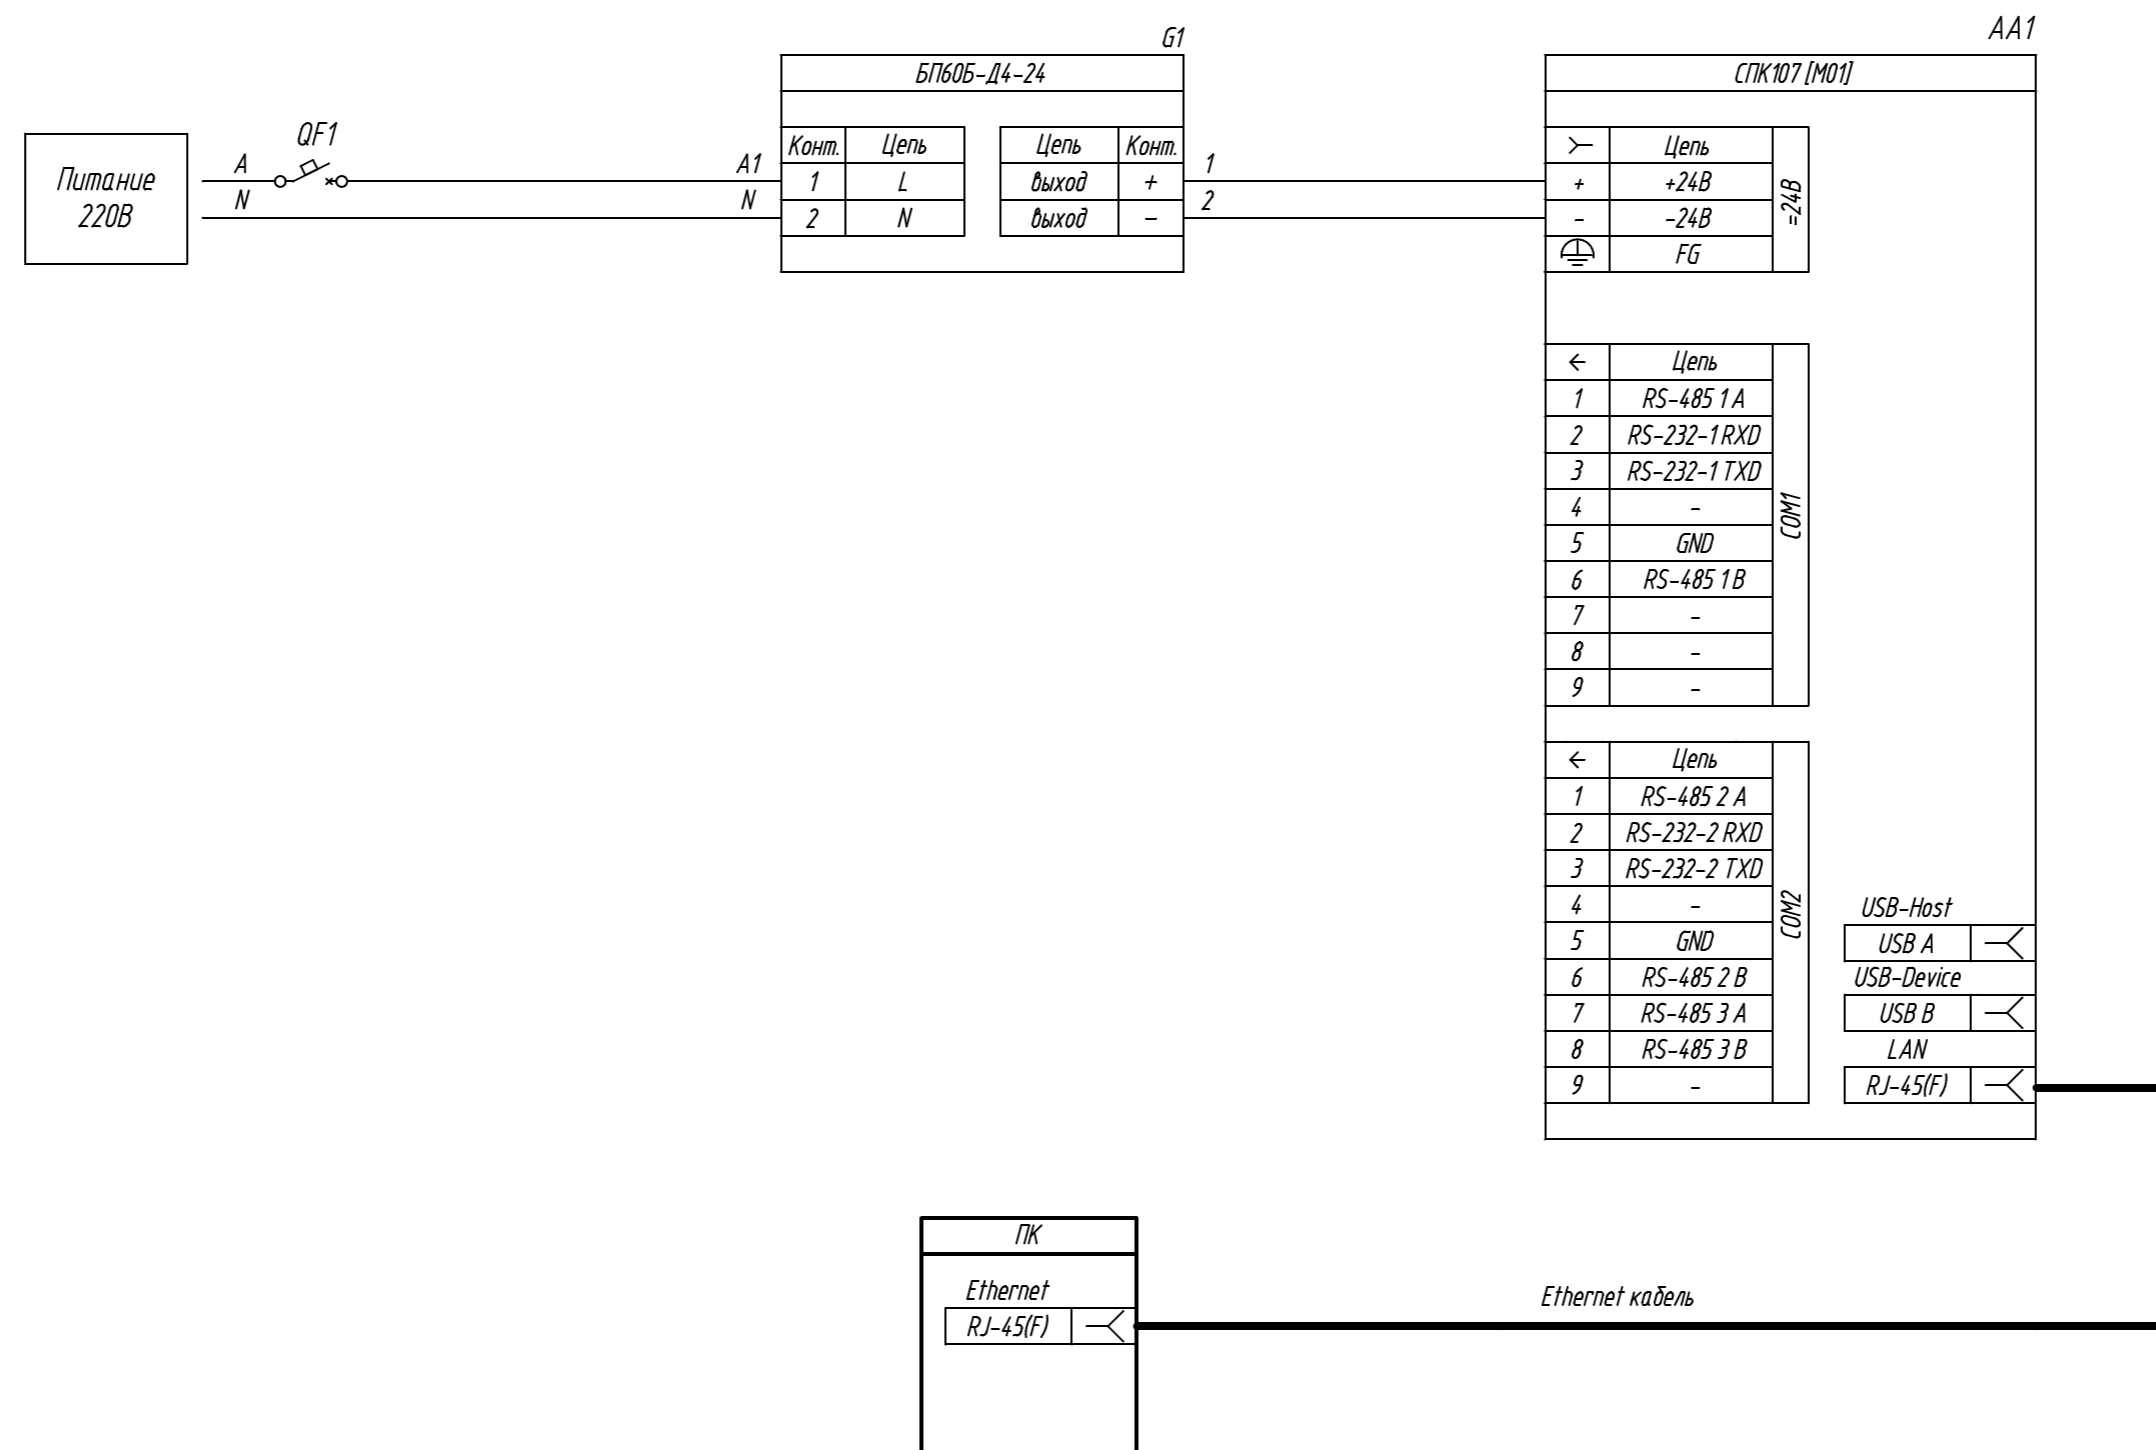 G1
AA1
БП60Б-Д4-24
СПК107 [М01]
Питание
220В
QF1
A
N
A1
N
Конт. Цепь
1 L
2 N
Цепь Конт.
выход +
выход -
1
2
Цепь
+ +24В
- -24В
FG
=24В
Цепь
1 RS-485 1 A
2 RS-232-1 RXD
3 RS-232-1 TXD
4 -
5 GND
6 RS-485 1 B
7 -
8 -
9 -
COM1
Цепь
1 RS-485 2 A
2 RS-232-2 RXD
3 RS-232-2 TXD
4 -
5 GND
6 RS-485 2 B
7 RS-485 3 A
8 RS-485 3 B
9 -
COM2
USB-Host
USB A
USB-Device
USB B
LAN
RJ-45(F)
ПК
Ethernet
RJ-45(F)
Ethernet кабель